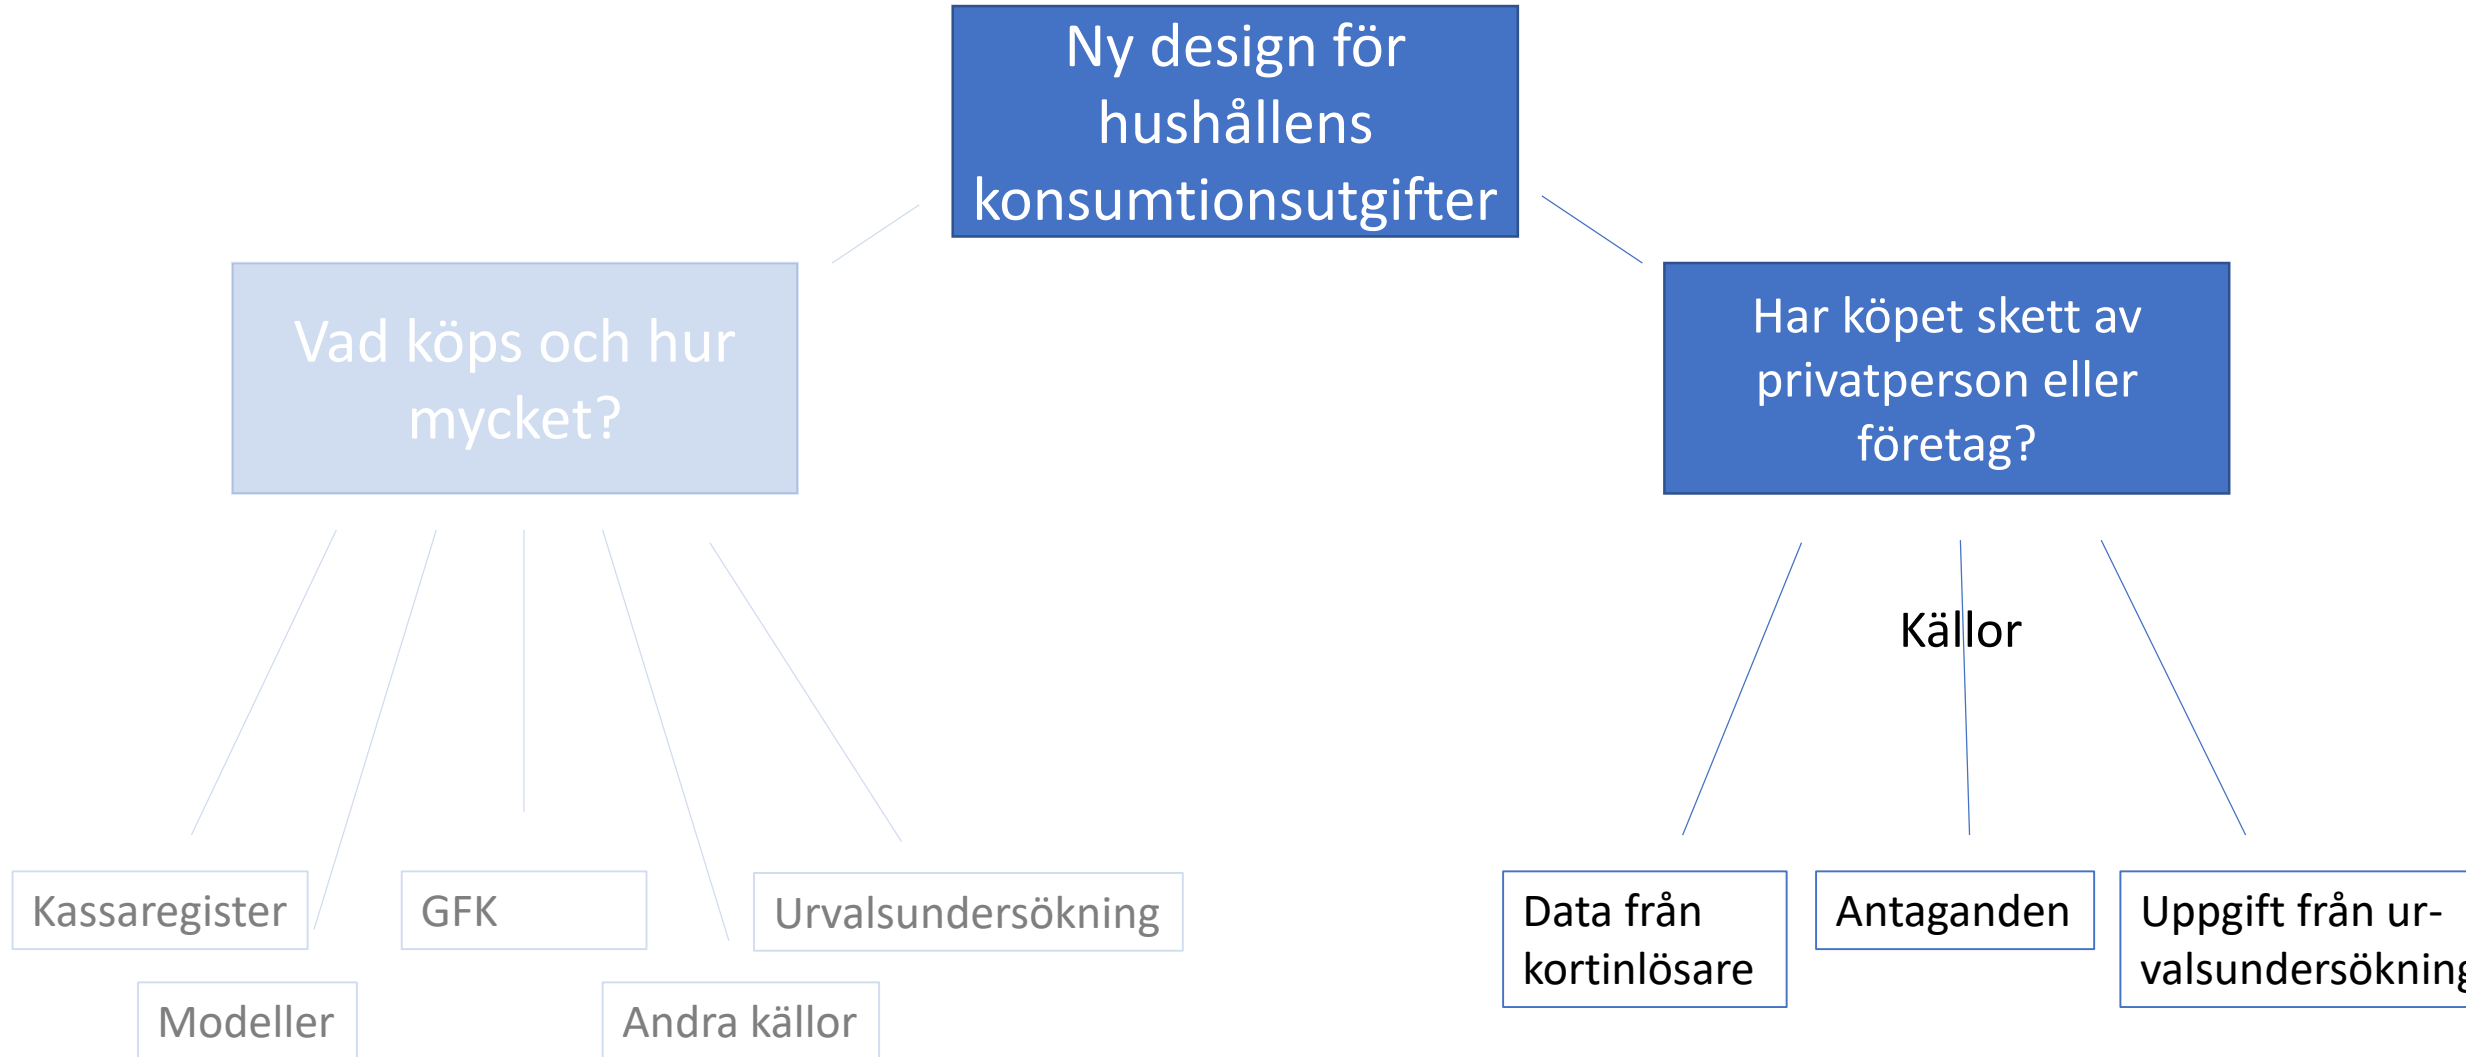 Ny design för
hushållens
konsumtionsutgifter
Vad köps och hur
mycket?
Har köpet skett av
privatperson eller
företag?
Källor
Kassaregister
GFK
Urvalsundersökning
Modeller
Andra källor
Data från
kortinlösare
Antaganden
Uppgift från ur-
valsundersökning